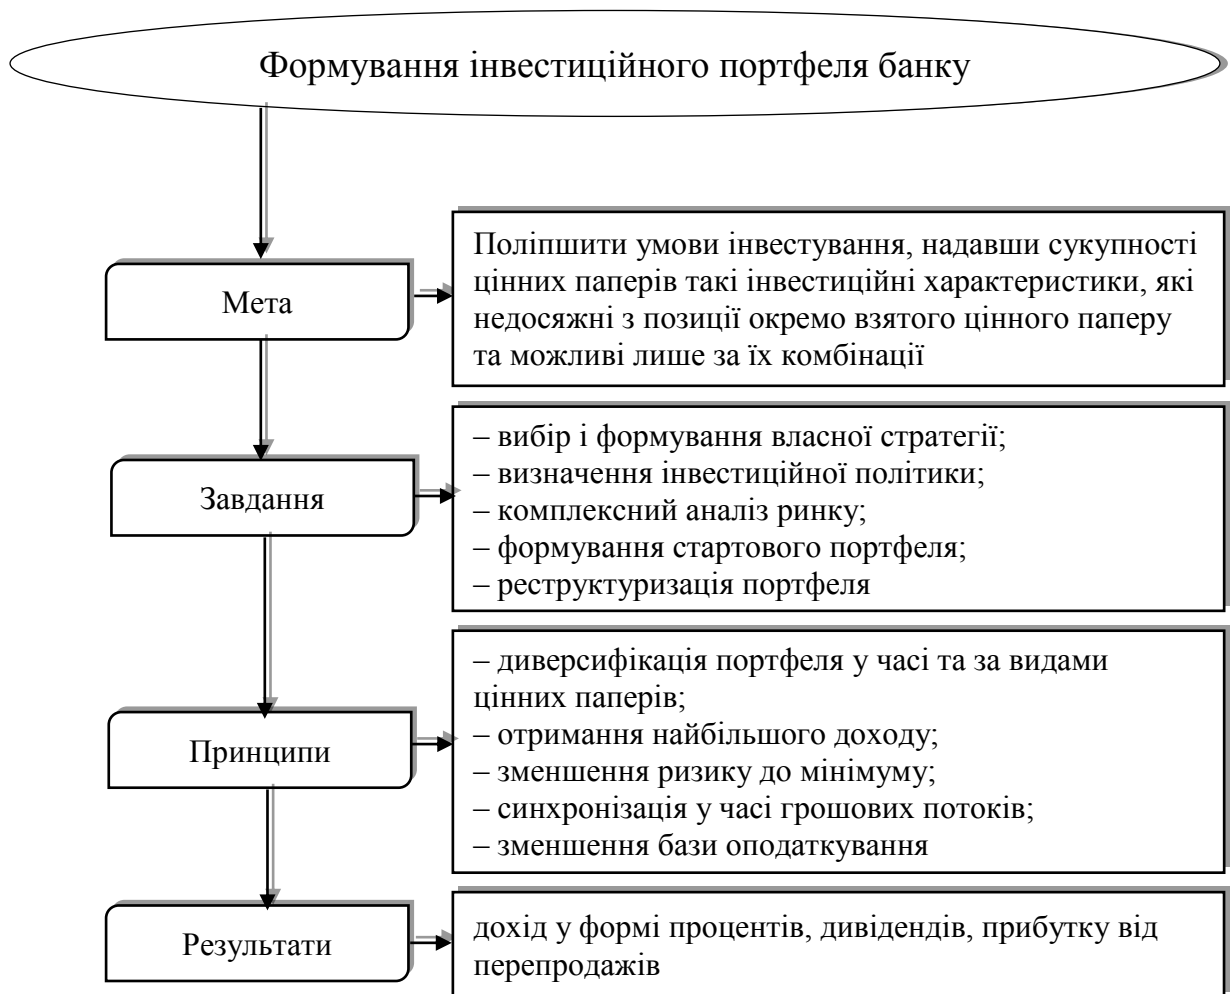 Формування інвестиційного портфеля банку
Мета
Поліпшити умови інвестування, надавши сукупності
цінних паперів такі інвестиційні характеристики, які
недосяжні з позиції окремо взятого цінного паперу
та можливі лише за їх комбінації
Завдання
– вибір і формування власної стратегії;
– визначення інвестиційної політики;
– комплексний аналіз ринку;
– формування стартового портфеля;
– реструктуризація портфеля
Принципи
– диверсифікація портфеля у часі та за видами
цінних паперів;
– отримання найбільшого доходу;
– зменшення ризику до мінімуму;
– синхронізація у часі грошових потоків;
– зменшення бази оподаткування
Результати
дохід у формі процентів, дивідендів, прибутку від
перепродажів